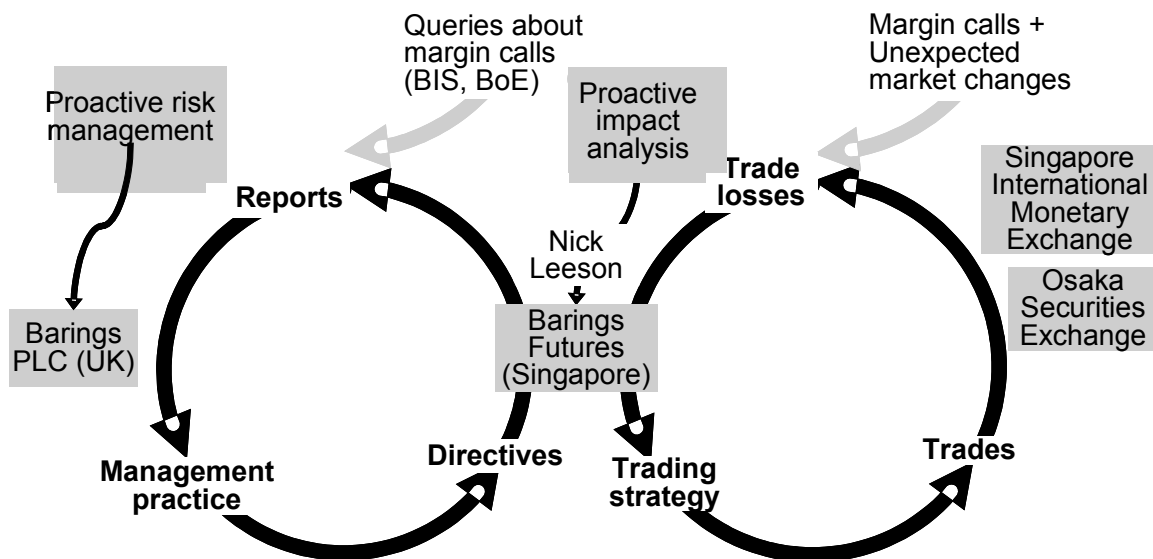 Queries about
margin calls
(BIS, BoE)
Margin calls +
Unexpected
market changes
Proactive risk
management
Proactive
impact
analysis
Reports
Trade
losses
Singapore
International
Monetary
Exchange
Nick
Leeson
Osaka
Securities
Exchange
Barings
PLC (UK)
Barings
Futures
(Singapore)
Management
practice
Directives
Trading
strategy
Trades